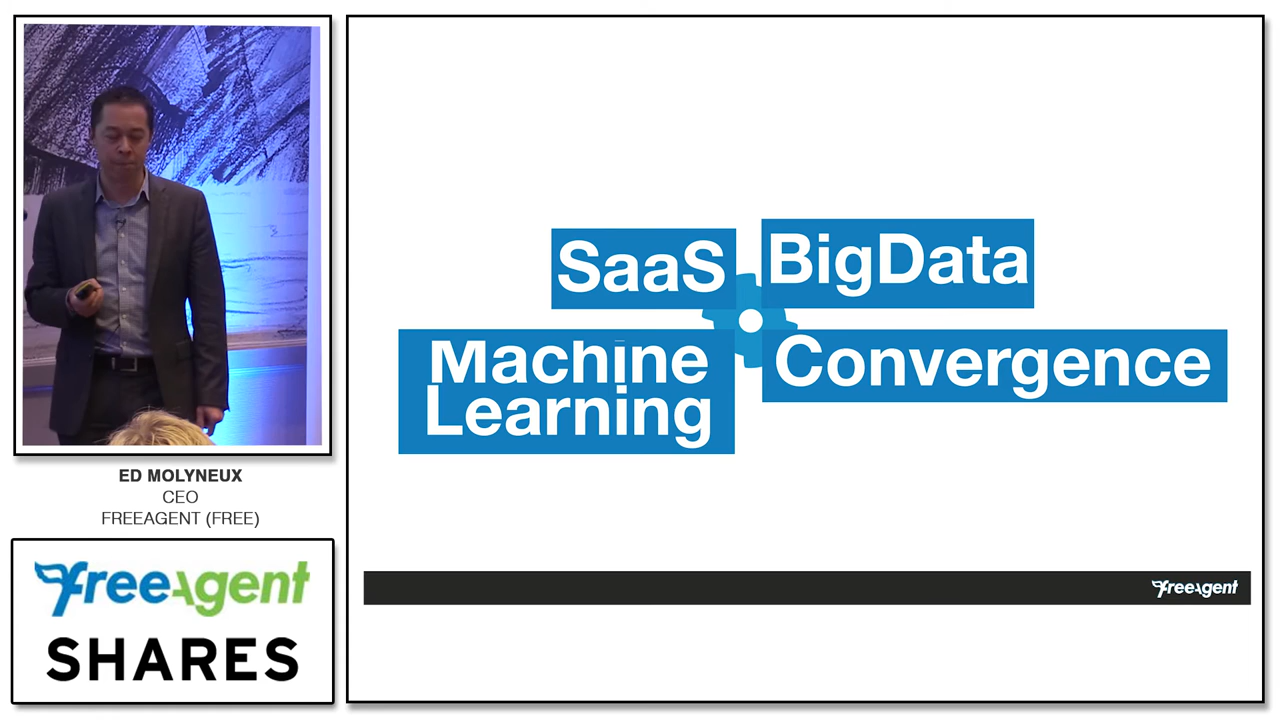 ED MOLYNEUX
CEO
FREEAGENT (FREE)
freeAgent
SHARES
SaaS
BigData
Machine
Learning
Convergence
freeAgent